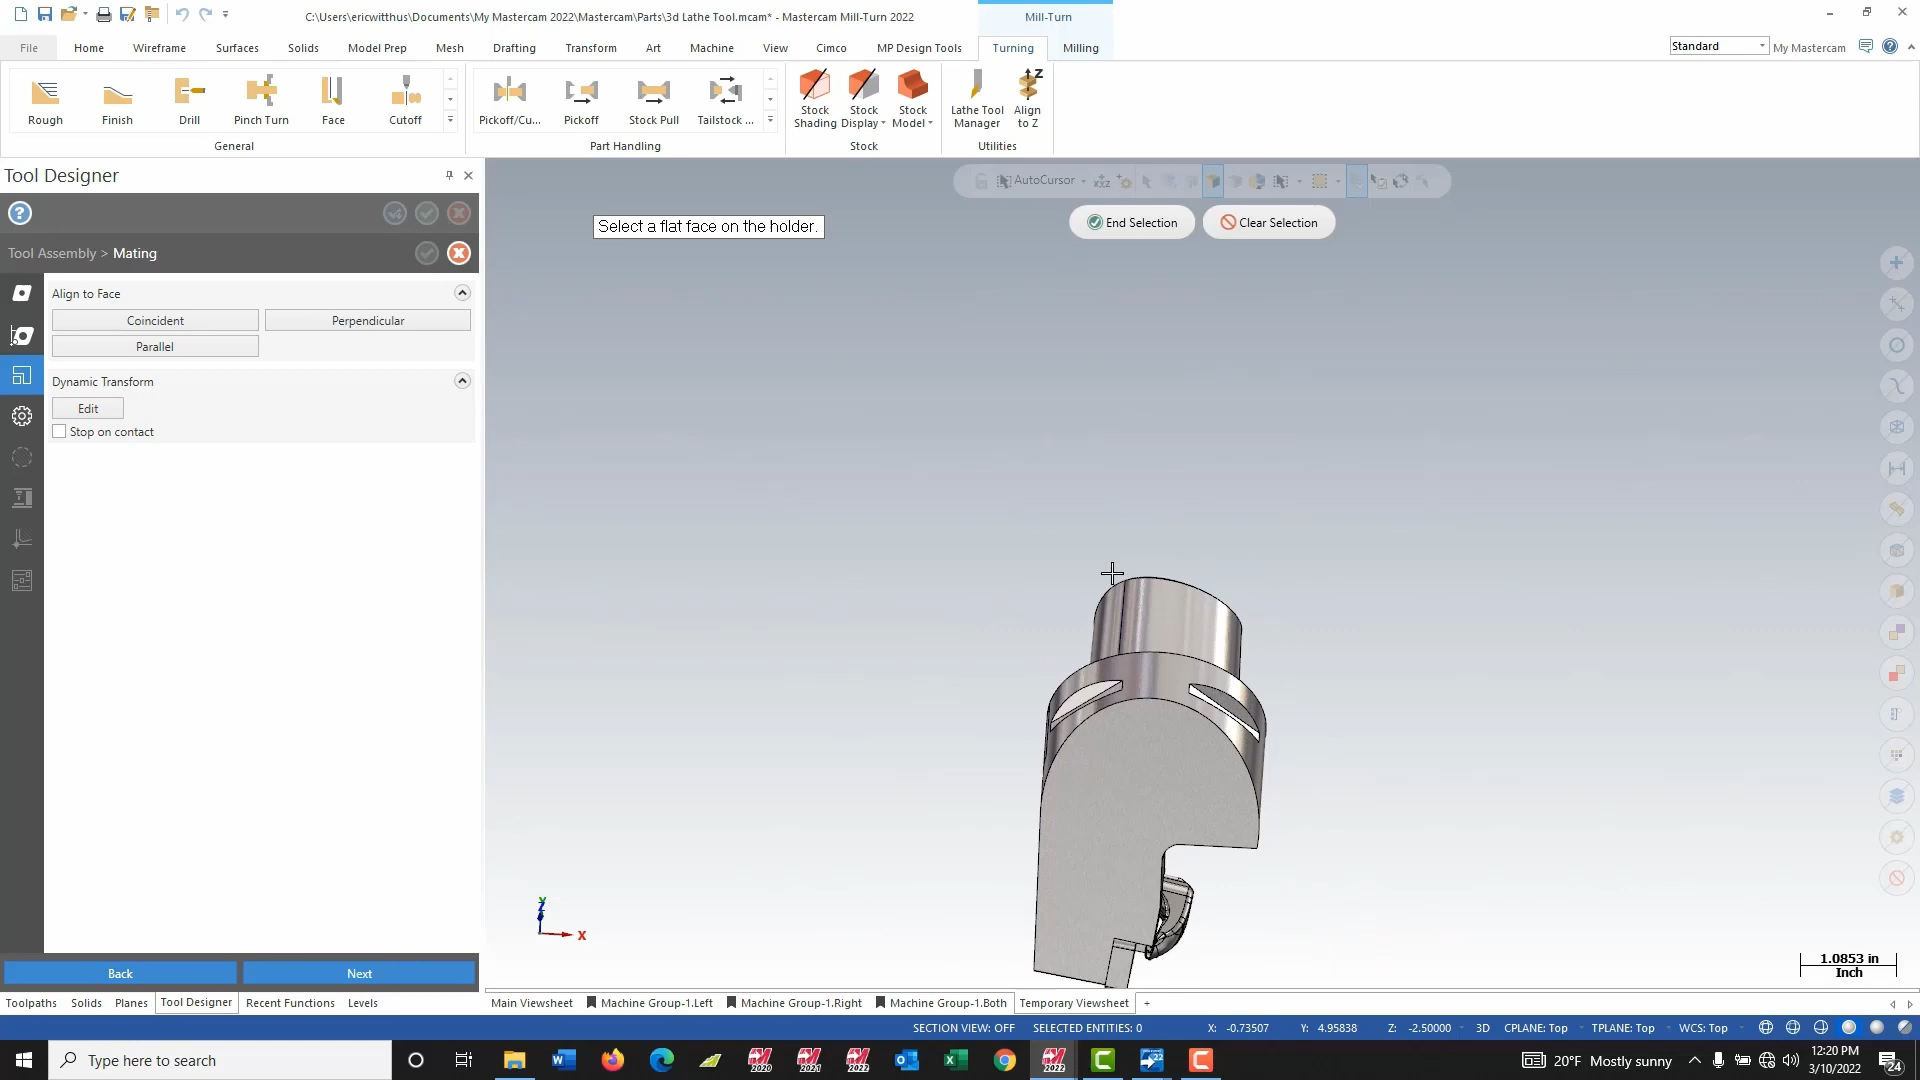 C:\Users\ericwitthus\Documents\My Mastercam 2022\Mastercam\Parts\3d Lathe Tool.mcam* - Mastercam Mill-Turn 2022
Mill-Turn
File Home Wireframe Surfaces Solids Model Prep Mesh Drafting Transform Art Machine View Cimco MP Design Tools Turning Milling
Standard My Mastercam
Rough Finish Drill Pinch Turn Face Cutoff
Pickoff/Cu... Pickoff Stock Pull Tailstock ...
Stock Shading
Stock Display
Stock Model
Lathe Tool Manager
Align to Z
General Part Handling Stock Utilities
Tool Designer
AutoCursor
Select a flat face on the holder.
End Selection Clear Selection
Tool Assembly > Mating
Align to Face
Coincident Perpendicular
Parallel
Dynamic Transform
Edit
Stop on contact
X
1.0853 in
Inch
Back Next
Toolpaths Solids Planes Tool Designer Recent Functions Levels
Main Viewsheet Machine Group-1.Left Machine Group-1.Right Machine Group-1.Both Temporary Viewsheet +
SECTION VIEW: OFF SELECTED ENTITIES: 0 X: -0.73507 Y: 4.95838 Z: -2.50000 3D CPLANE: Top TPLANE: Top WCS: Top
Type here to search
2020 2021 2022 2022
20°F Mostly sunny
12:20 PM
3/10/2022
24